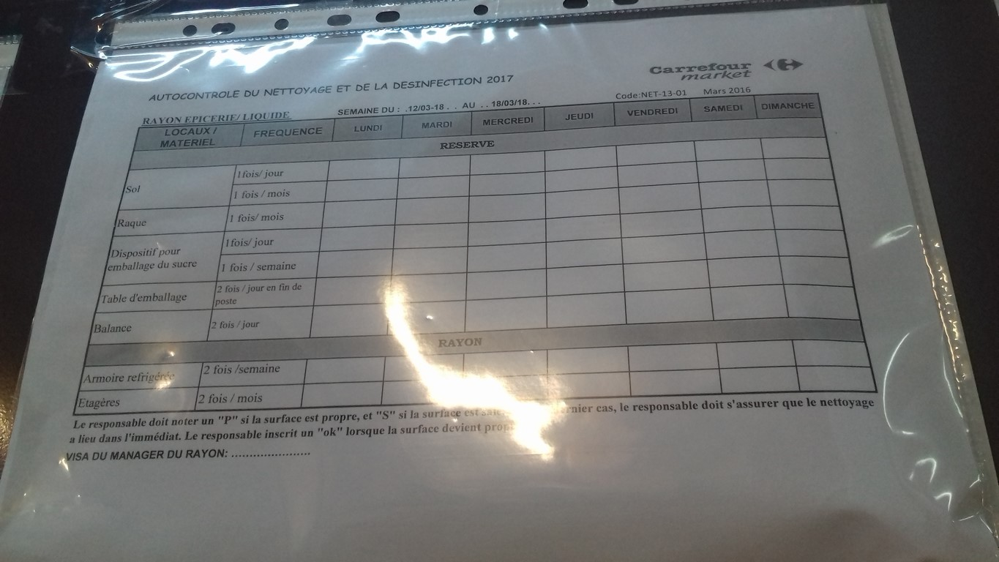 Carrefour
market
AUTOCONTROLE DU NETTOYAGE ET DE LA DESINFECTION 2017
Code:NET-13-01 Mars 2016
RAYON EPICERIE/ LIQUIDE SEMAINE DU : .12/03-18 . . AU . . 18/03/18. . .
LOCAUX / MATERIEL FREQUENCE LUNDI MARDI MERCREDI JEUDI VENDREDI SAMEDI DIMANCHE
RESERVE
Sol 1fois/ jour
1 fois / mois
Raque 1 fois/ mois
Dispositif pour 1fois/ jour
emballage du sucre 1 fois / semaine
Table d'emballage 2 fois / jour en fin de
poste
Balance 2 fois / jour
RAYON
Armoire refrigérée 2 fois /semaine
Etagères 2 fois / mois
Le responsable doit noter un "P" si la surface est propre, et "S" si la surface est cas, le responsable doit s'assurer que le nettoyage
a lieu dans l'immédiat. Le responsable inscrit un "ok" lorsque la surface devient
VISA DU MANAGER DU RAYON: ......................